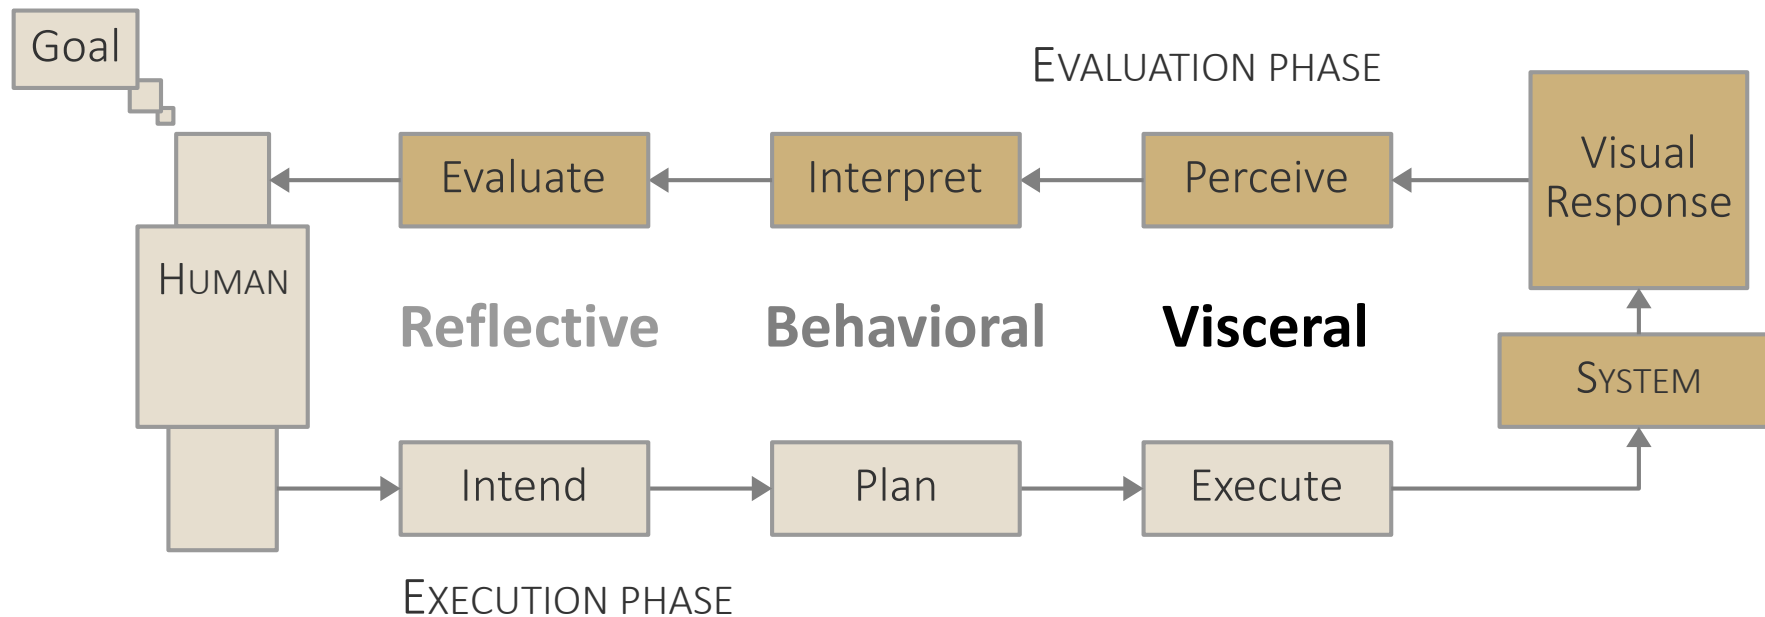 Goal
EVALUATION PHASE
Evaluate
Interpret
Perceive
Visual
Response
HUMAN
Reflective
Behavioral
Visceral
SYSTEM
Intend
Plan
Execute
EXECUTION PHASE